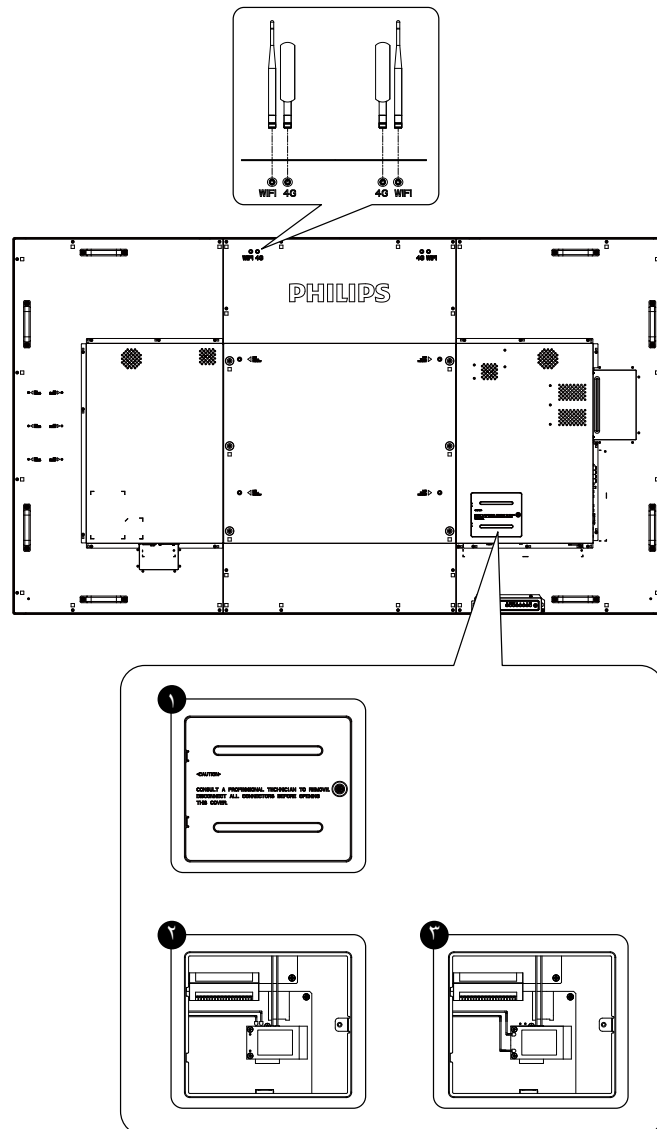 WIFI 4G 4G WIFI
WIFI 4G 4G WIFI
PHILIPS
١
<CAUTION>
CONSULT A PROFESSIONAL TECHNICIAN TO REMOVE.
DISCONNECT ALL CONNECTORS BEFORE OPENING
THIS COVER.
٢ ٣